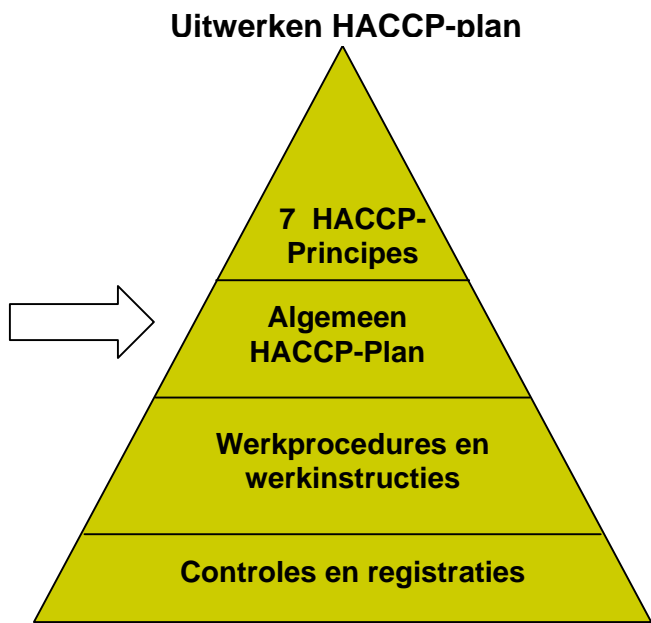 Uitwerken HACCP-plan
7 HACCP-
Principes
Algemeen
HACCP-Plan
Werkprocedures en
werkinstructies
Controles en registraties